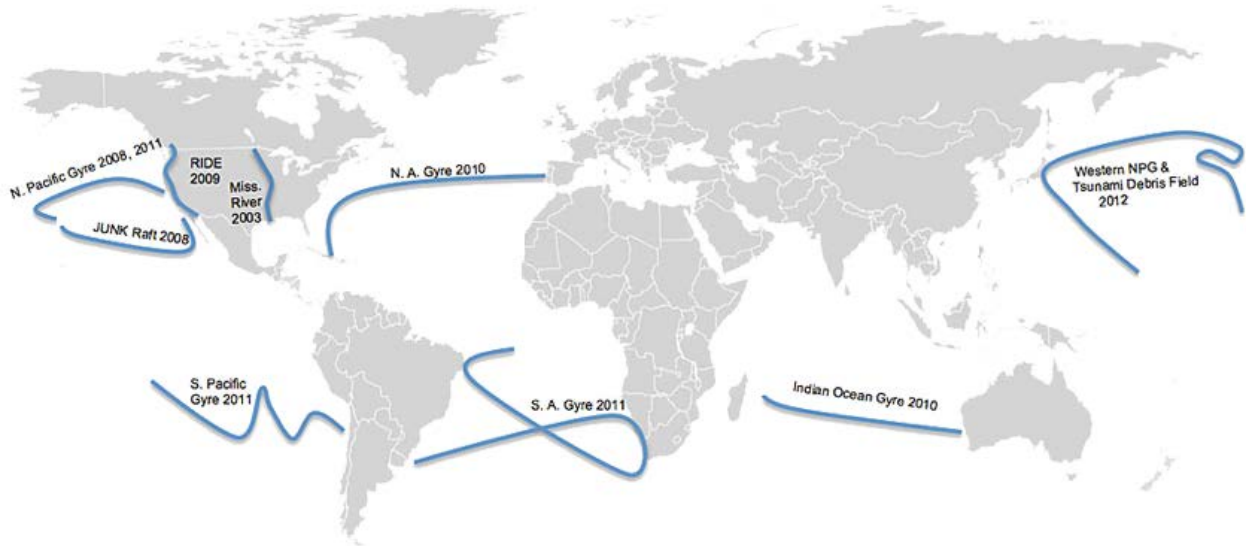 N. Pacific Gyre 2008, 2011
RIDE
2009
Miss.
River
2003
JUNK Raft 2008
N. A. Gyre 2010
Western NPG &
Tsunami Debris Field
2012
S. Pacific
Gyre 2011
S. A. Gyre 2011
Indian Ocean Gyre 2010